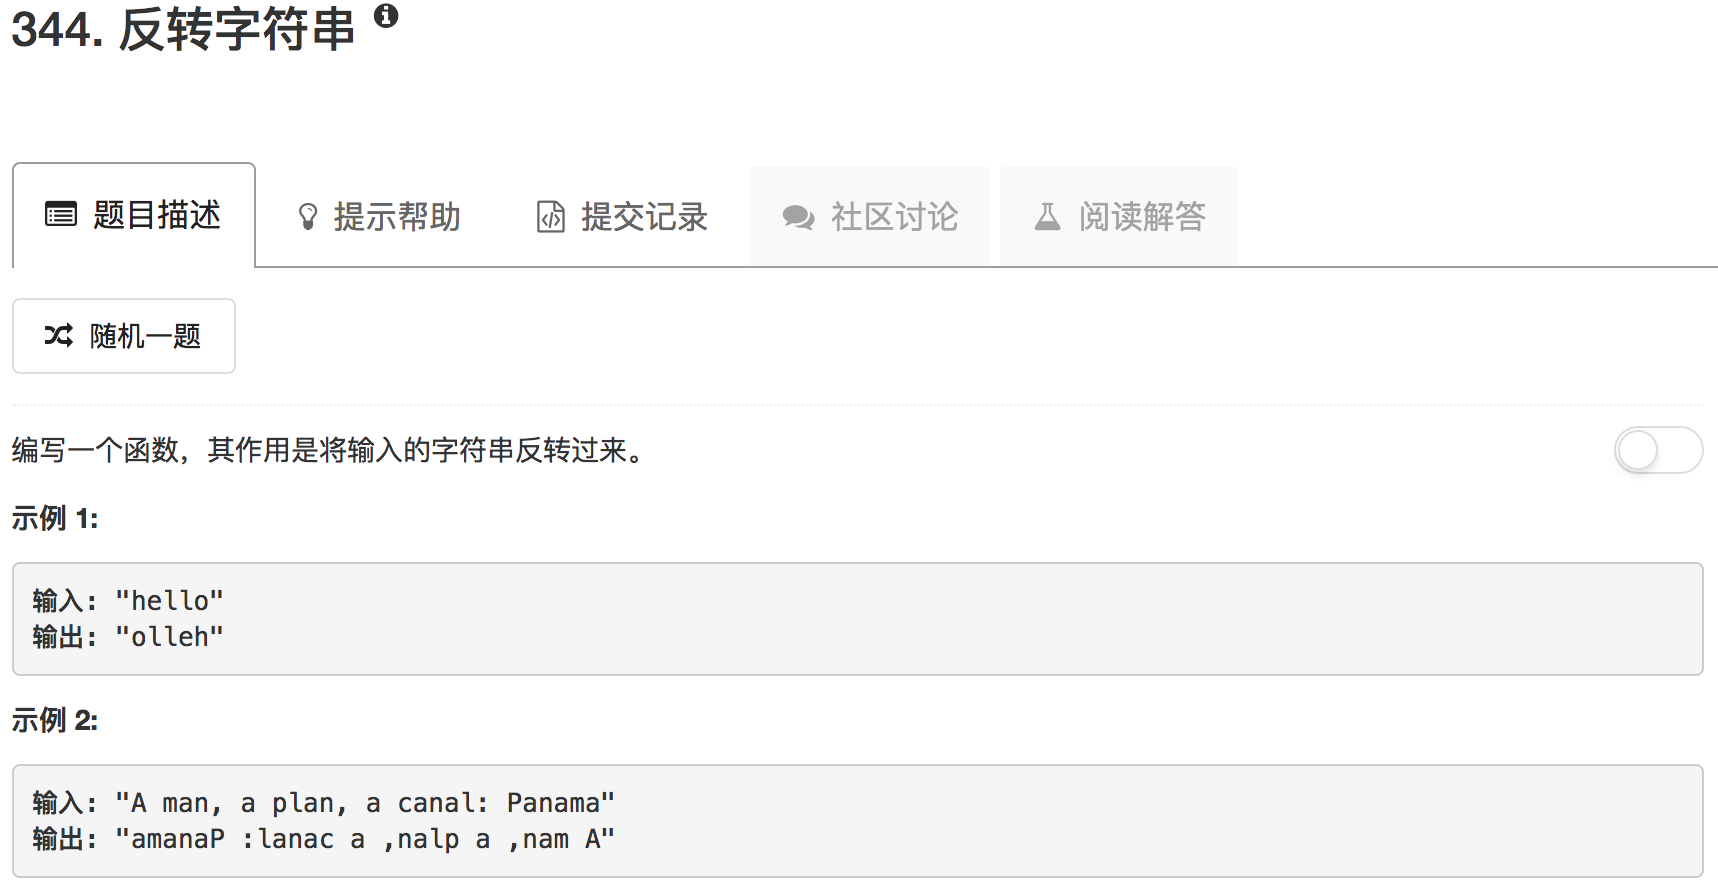 344. 反转字符串
题目描述 提示帮助 提交记录 社区讨论 阅读解答
随机一题
编写一个函数，其作用是将输入的字符串反转过来。
示例 1:
输入: "hello"
输出: "olleh"
示例 2:
输入: "A man, a plan, a canal: Panama"
输出: "amanaP :lanac a ,nalp a ,nam A"